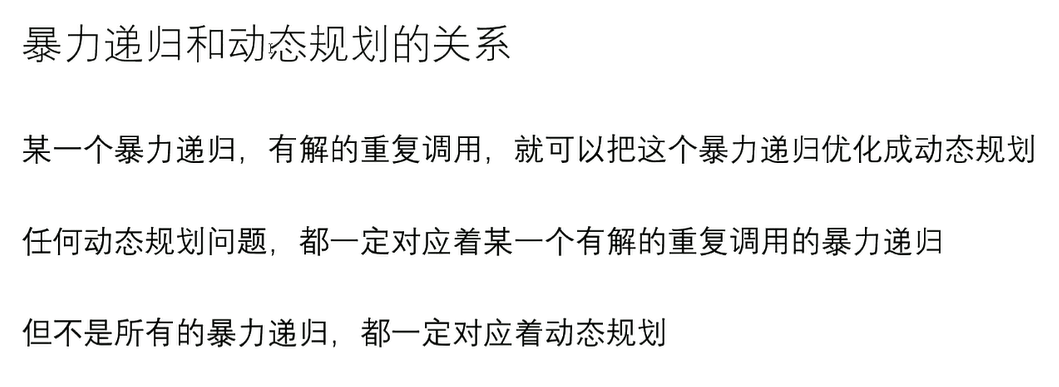 暴力递归和动态规划的关系
某一个暴力递归，有解的重复调用，就可以把这个暴力递归优化成动态规划
任何动态规划问题，都一定对应着某一个有解的重复调用的暴力递归
但不是所有的暴力递归，都一定对应着动态规划